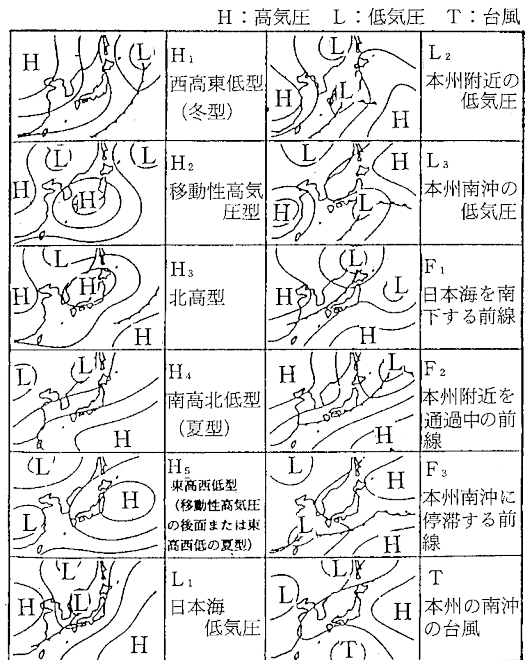 H:高気圧 L:低気圧 T:台風
H L
H₁
西高東低型
(冬型)
L H L H
L₂
本州附近の
低気圧
L L H H
H₂
移動性高気
圧型
L H H L
L₃
本州南沖の
低気圧
L H H H
H₃
北高型
L H L
F₁
日本海を南
下する前線
L L H
H₄
南高北低型
(夏型)
H L H
F₂
本州附近を
通過中の前
線
L H L
H₅
東高西低型
(移動性高気圧
の後面または東
高西低の夏型)
L H L H
F₃
本州南沖に
停滞する前
線
L H L H
L₁
日本海
低気圧
L H T
T
本州の南沖
の台風